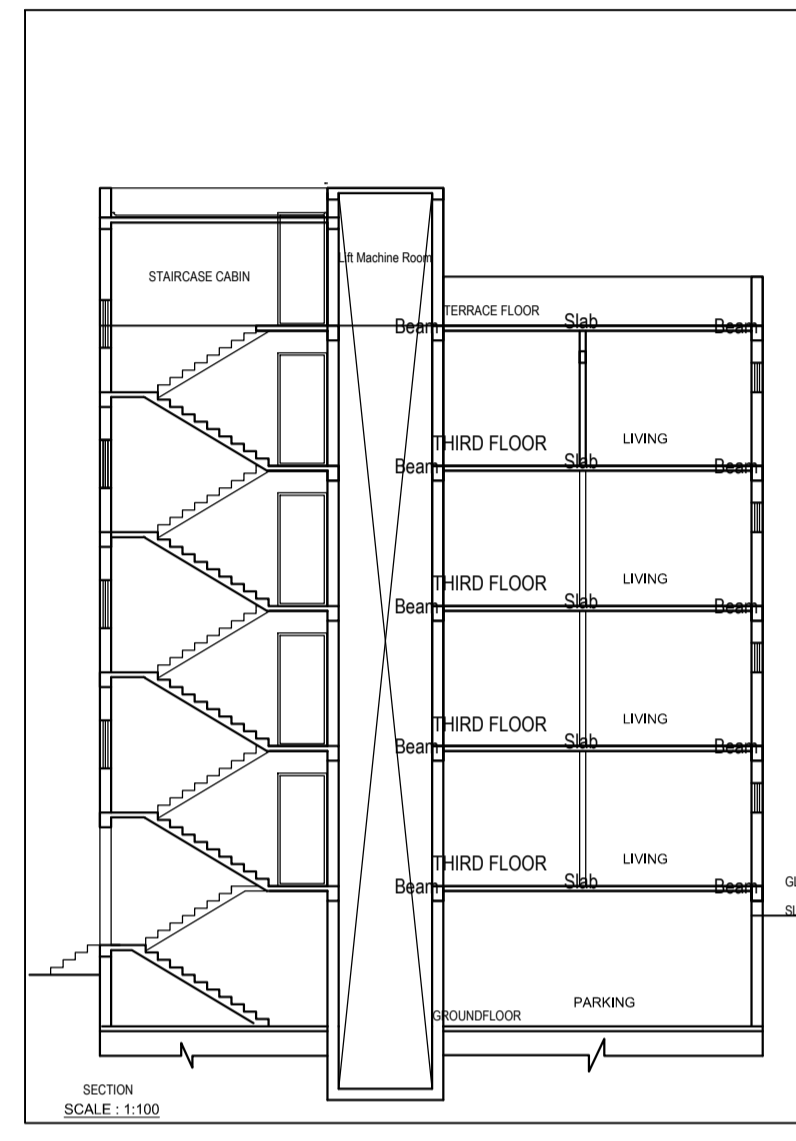 Lift Machine Room
STAIRCASE CABIN
TERRACE FLOOR
Slab
Beam
Beam
THIRD FLOOR
LIVING
Beam
Slab
Beam
THIRD FLOOR
LIVING
Beam
Slab
Beam
THIRD FLOOR
LIVING
Beam
Slab
Beam
THIRD FLOOR
LIVING
Beam
Slab
Beam
GL
SL
PARKING
GROUNDFLOOR
SECTION
SCALE : 1:100